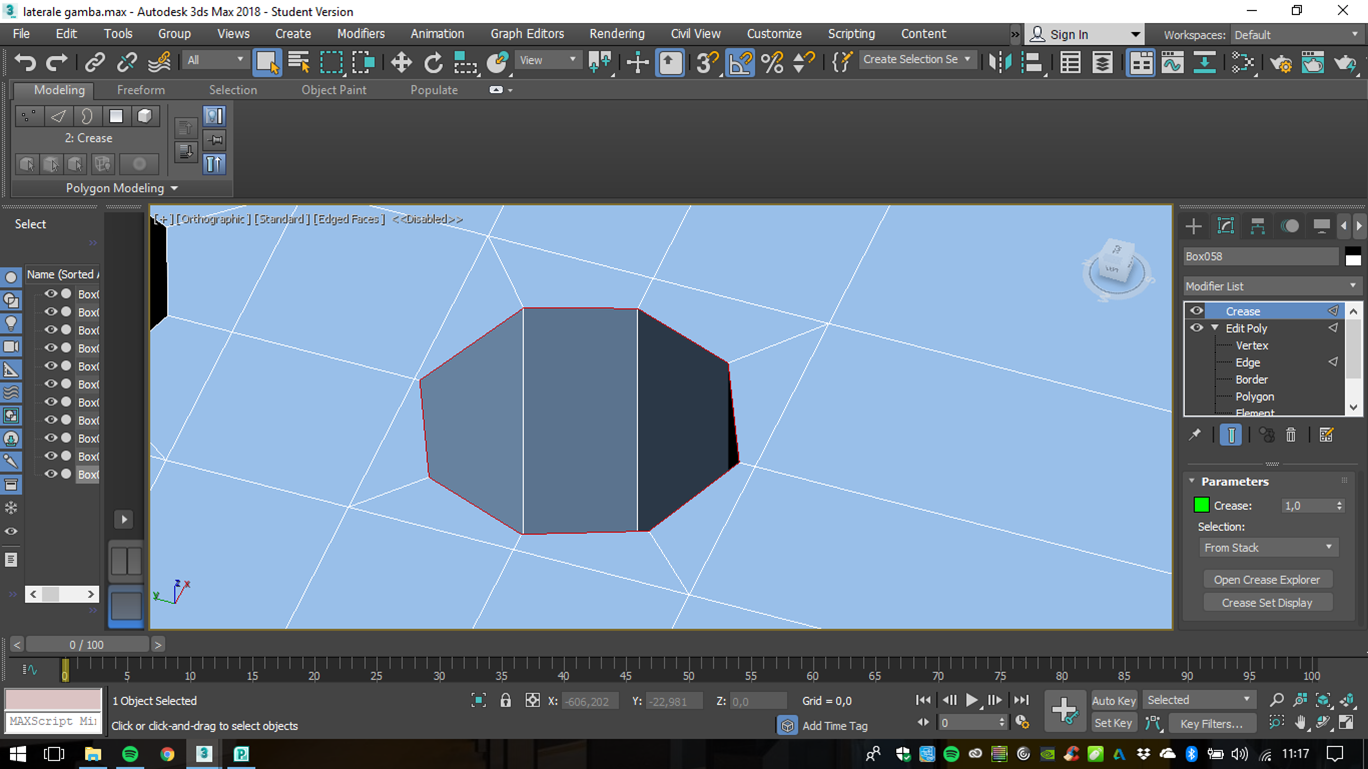 laterale gamba.max - Autodesk 3ds Max 2018 - Student Version
File Edit Tools Group Views Create Modifiers Animation Graph Editors Rendering Civil View Customize Scripting Content
Sign In
Workspaces: Default
All
View
Create Selection Se
Modeling Freeform Selection Object Paint Populate
2: Crease
Polygon Modeling
Select
Name (Sorted A
Box0
Box0
Box0
Box0
Box0
Box0
Box0
Box0
Box0
Box0
Box0
[+][Orthographic][Standard][Edged Faces] <<Disabled>>
z
x
y
Box058
Modifier List
Crease
Edit Poly
Vertex
Edge
Border
Polygon
Element
Parameters
Crease: 1,0
Selection:
From Stack
Open Crease Explorer
Crease Set Display
0 / 100
0 5 10 15 20 25 30 35 40 45 50 55 60 65 70 75 80 85 90 95 100
MAXScript Mi
1 Object Selected
Click or click-and-drag to select objects
X: -606,202 Y: -22,981 Z: 0,0 Grid = 0,0
Add Time Tag
0
Auto Key Selected
Set Key Key Filters...
11:17